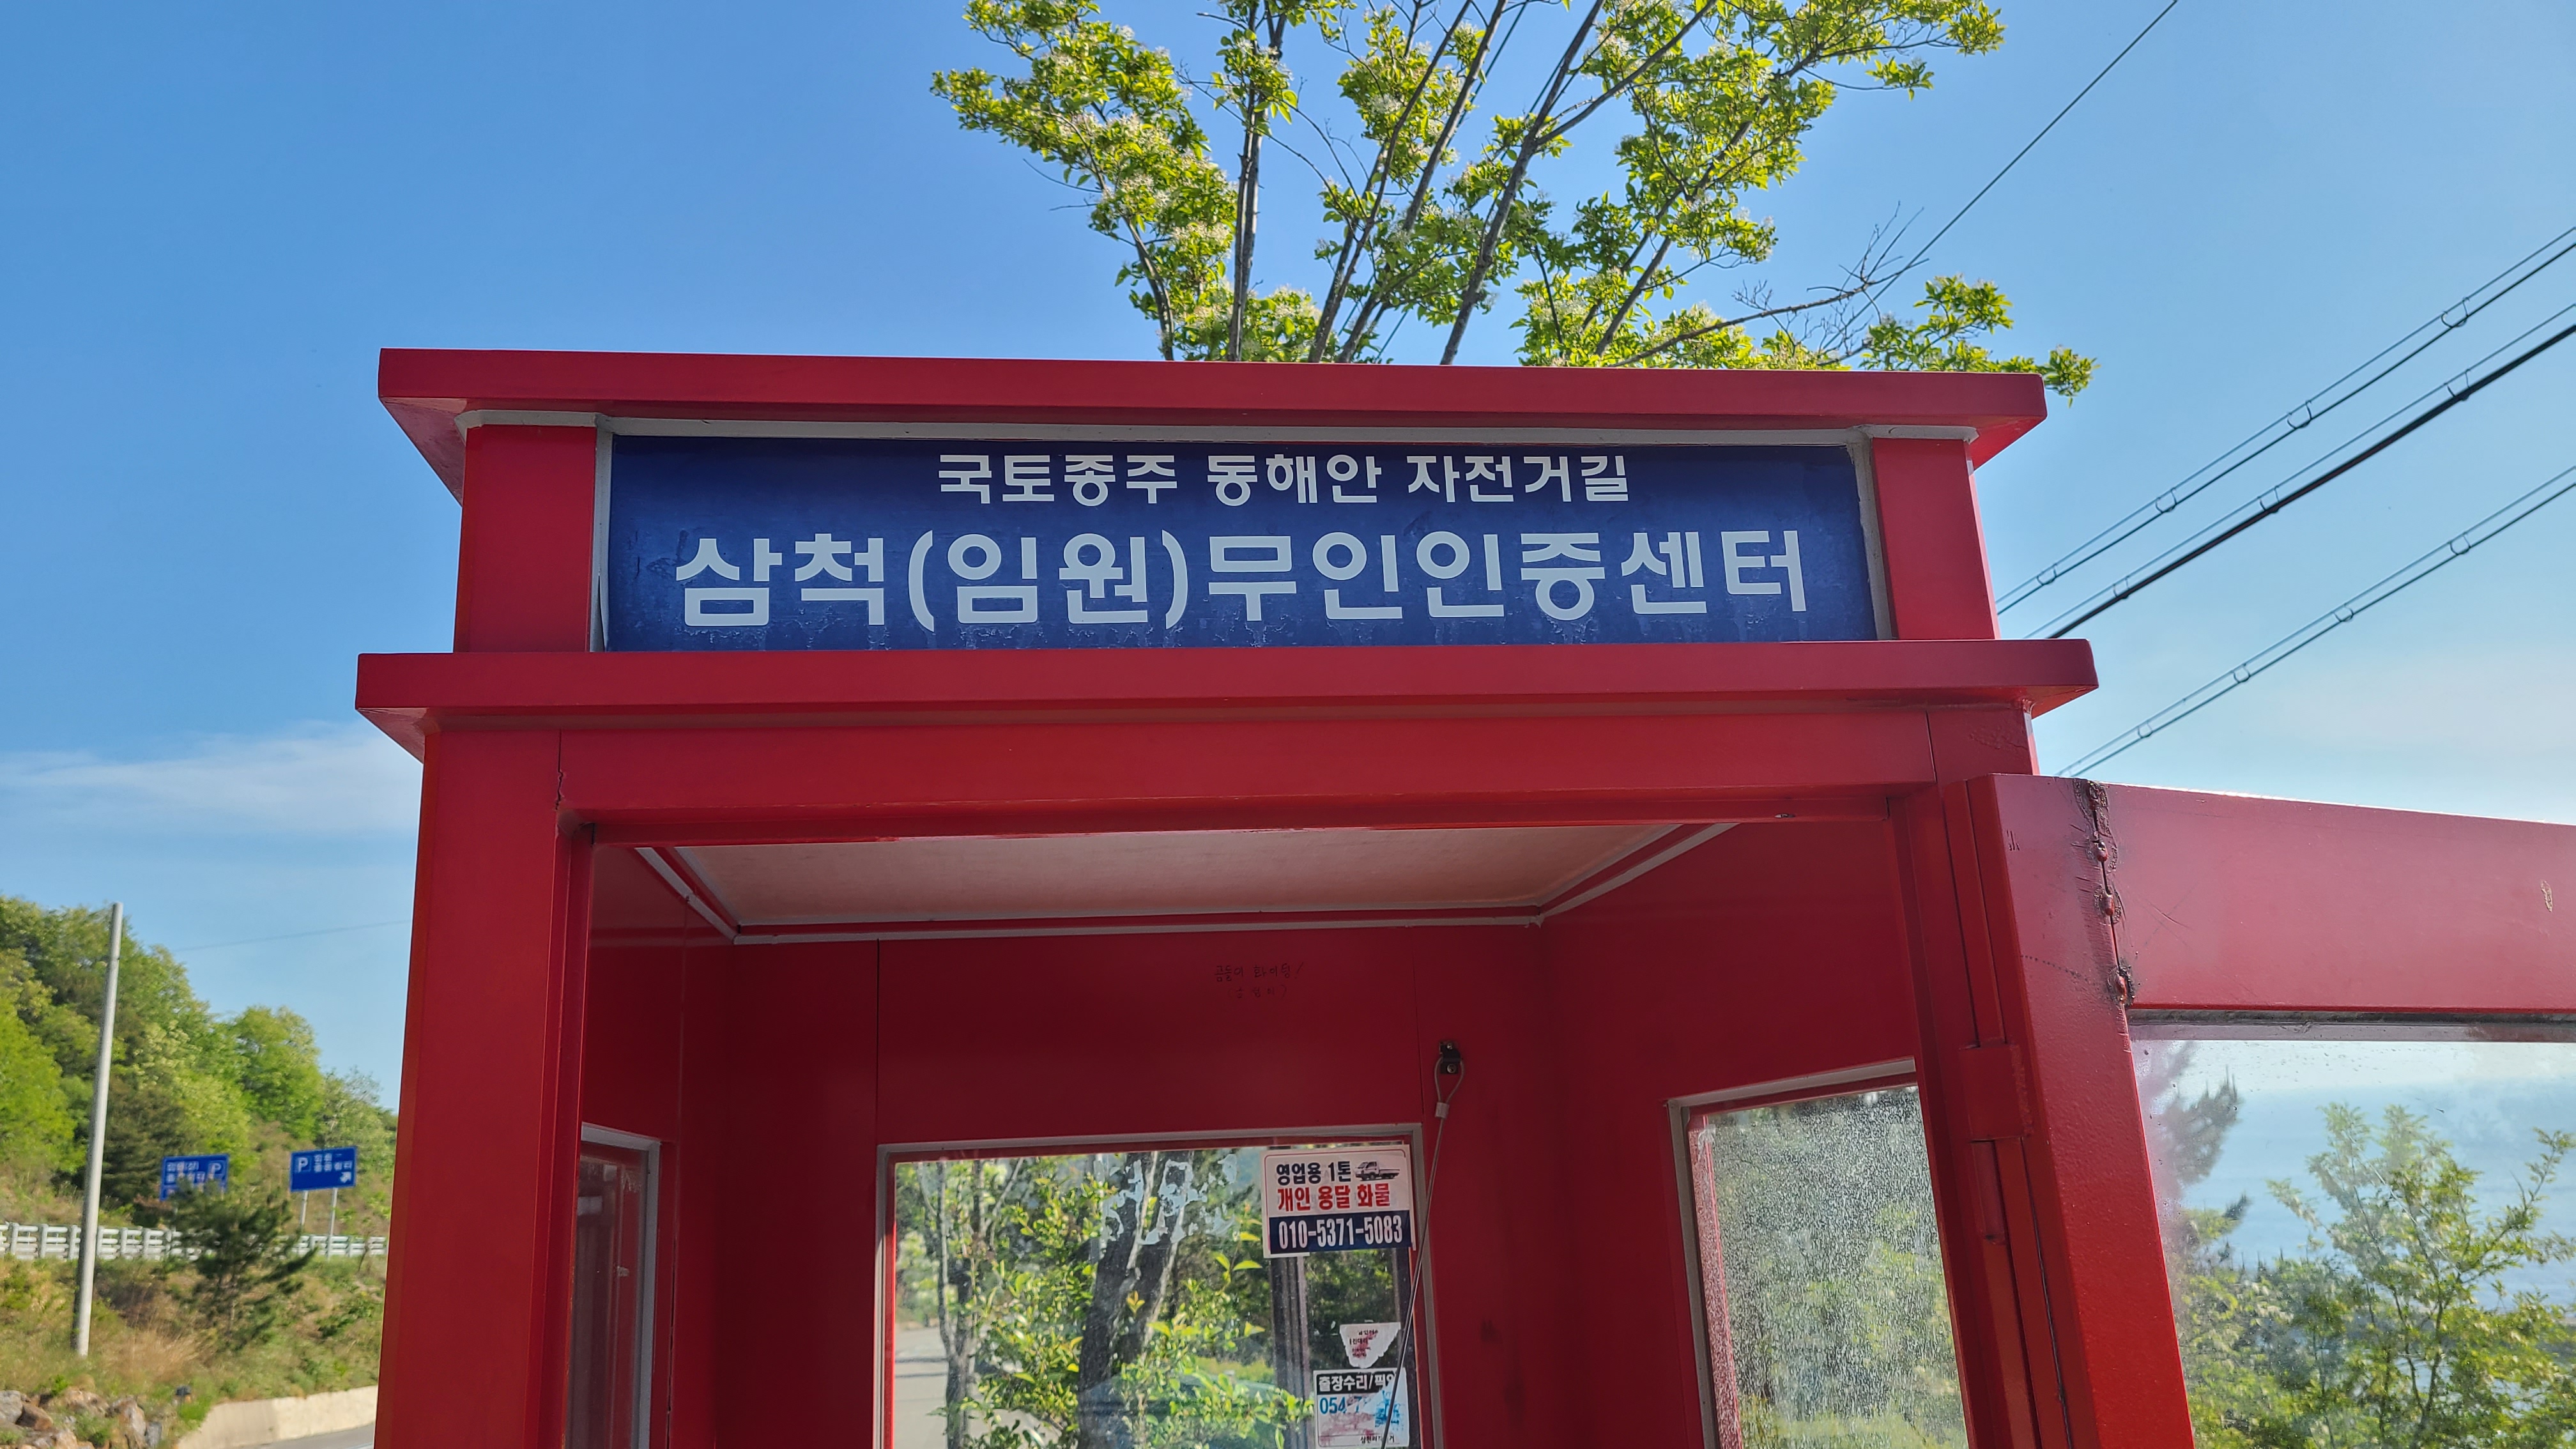 국토종주 동해안 자전거길
삼척(임원)무인인증센터
영업용 1톤
개인 용달 화물
010-5371-5083
출장수리/픽업
054